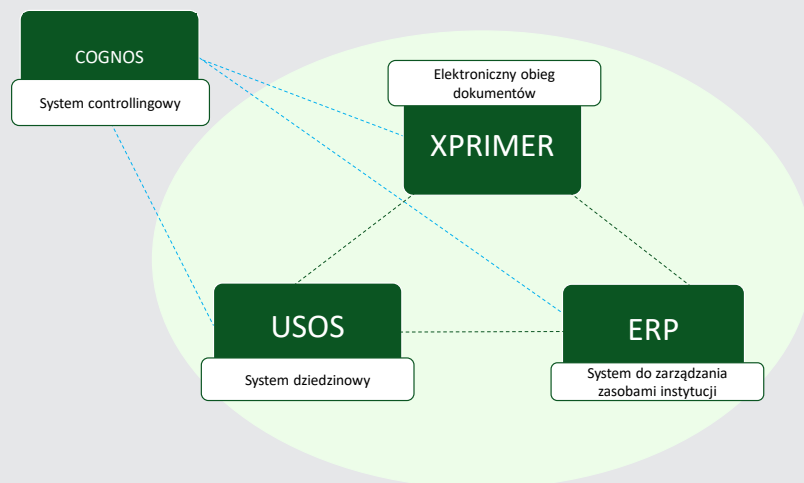 COGNOS
System controllingowy
Elektroniczny obieg
dokumentów
XPRIMER
USOS
System dziedzinowy
ERP
System do zarządzania
zasobami instytucji